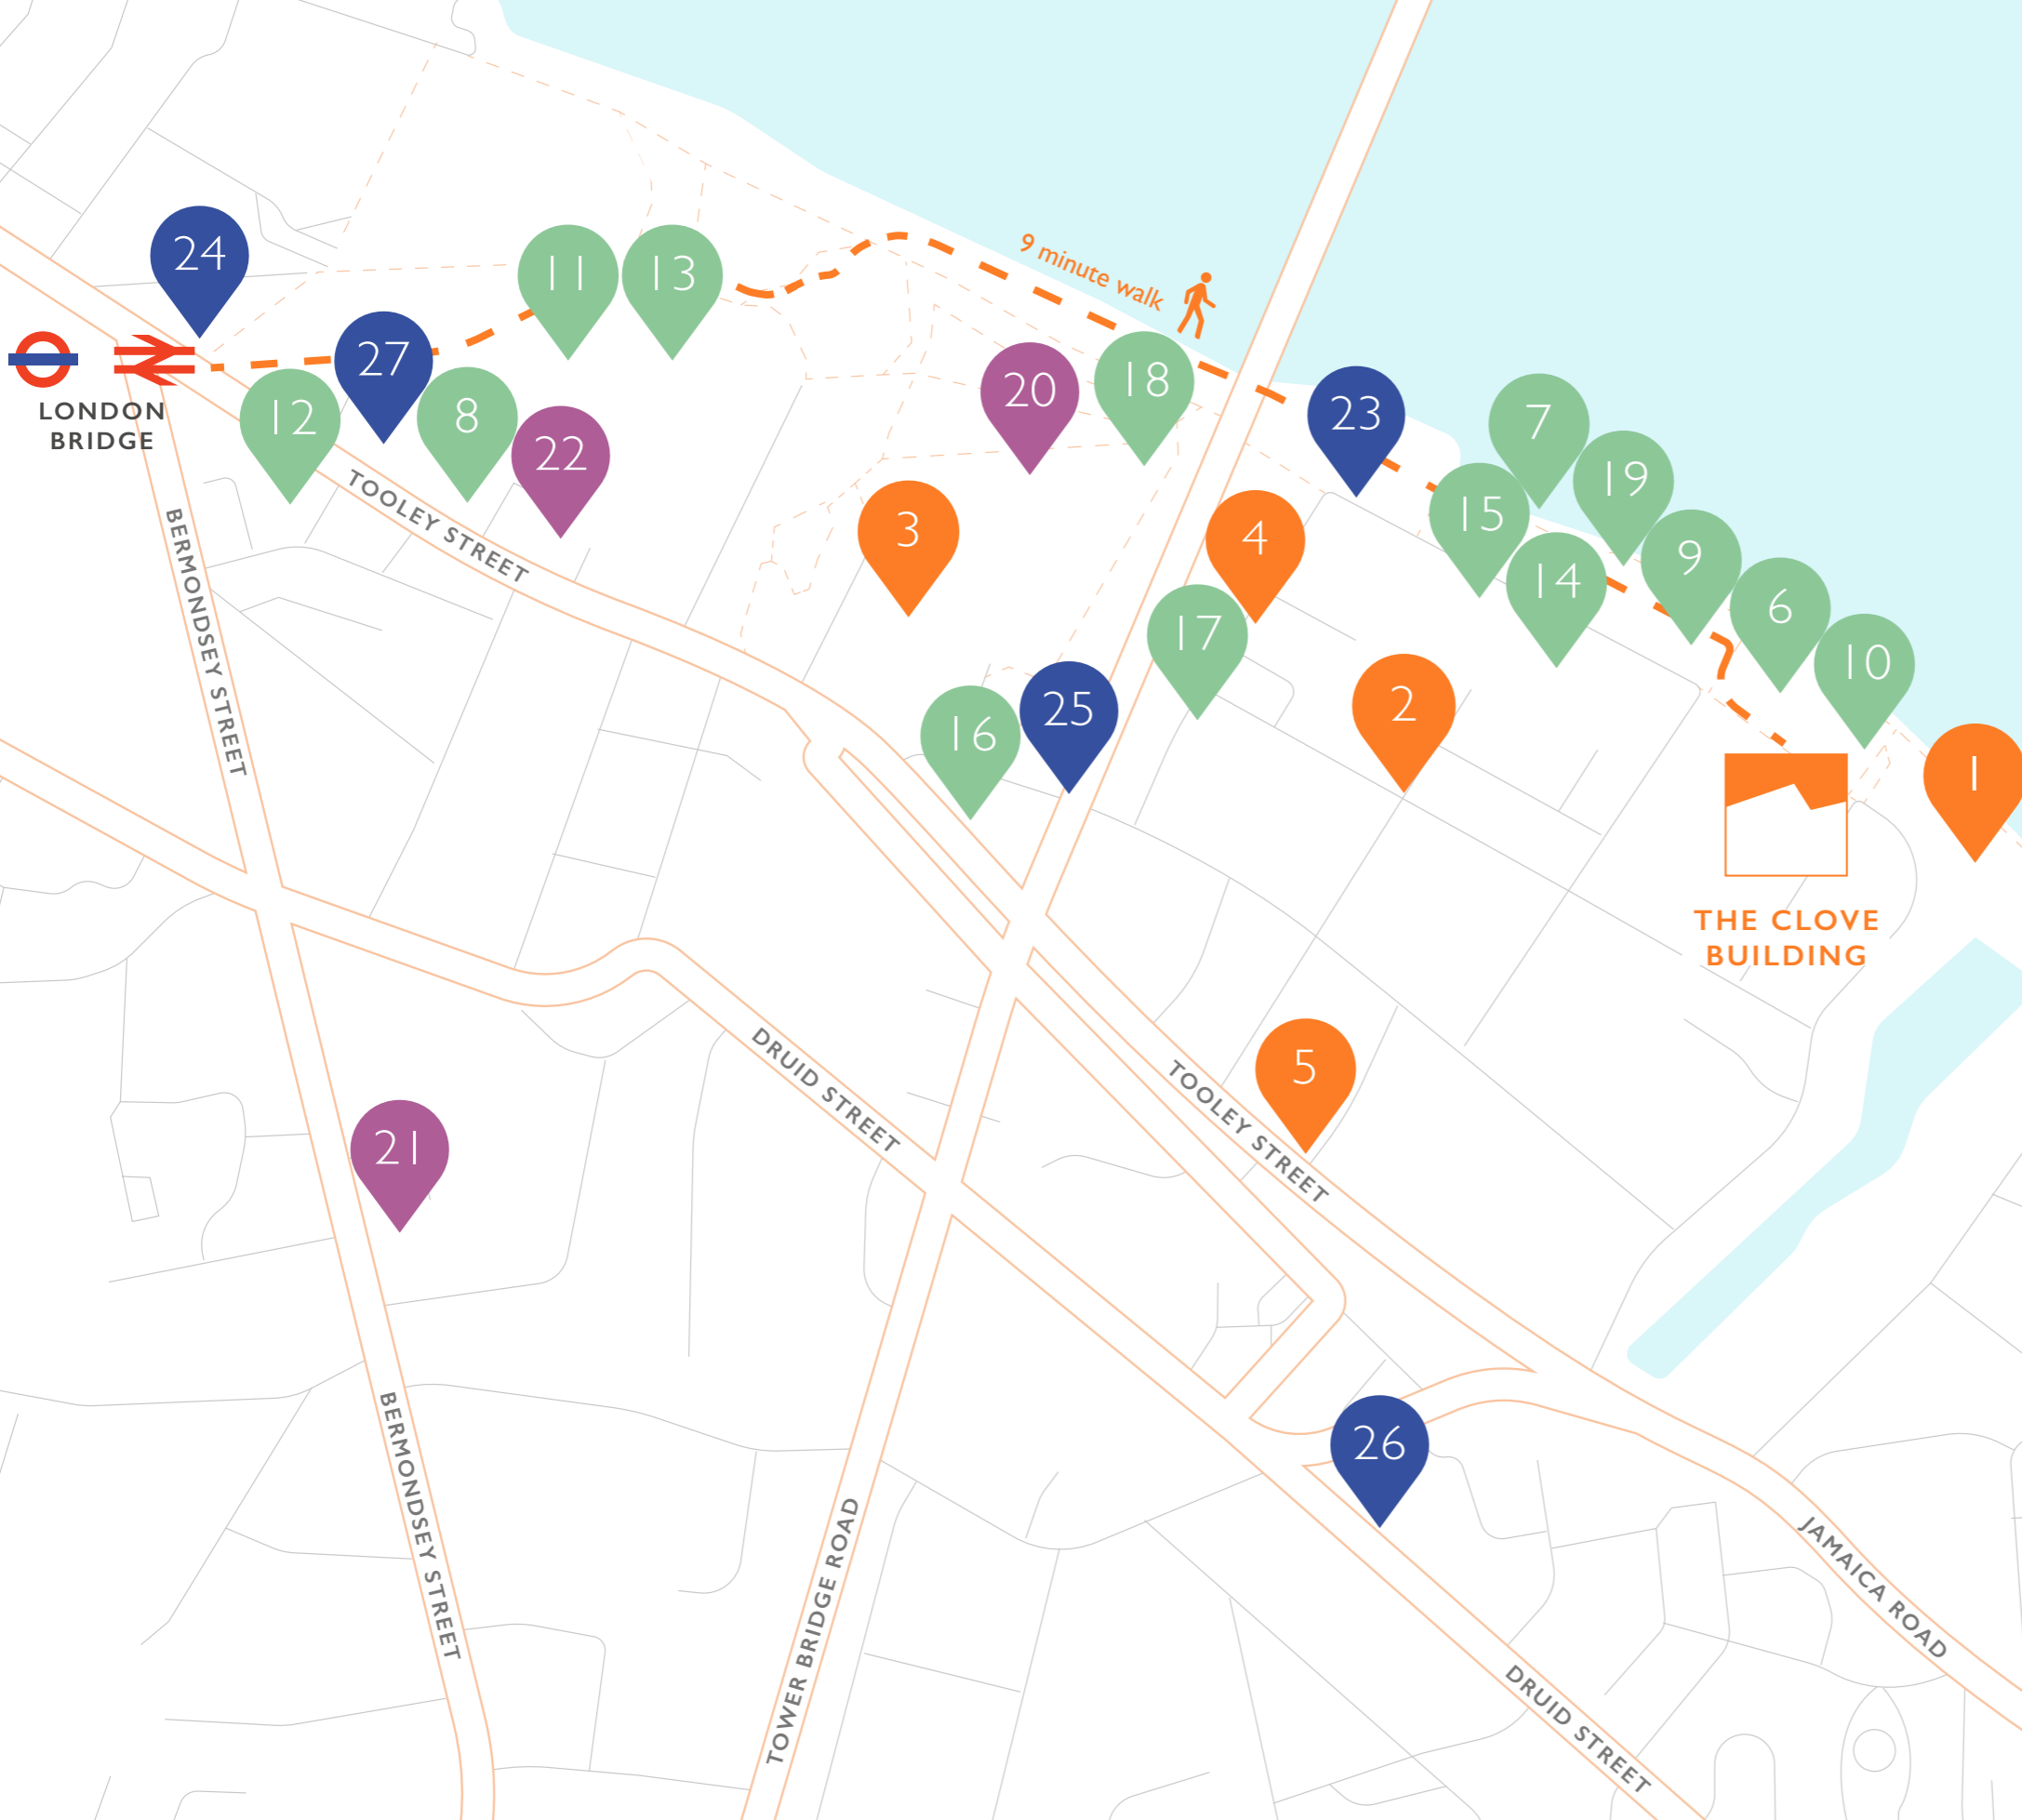 9 minute walk
24
11
13
27
12
8
22
20
18
23
7
19
15
14
9
6
10
3
4
17
2
16
25
1
LONDON
BRIDGE
TOOLEY STREET
BERMONDSEY STREET
THE CLOVE
BUILDING
DRUID STREET
5
TOOLEY STREET
21
26
BERMONDSEY STREET
TOWER BRIDGE ROAD
JAMAICA ROAD
DRUID STREET